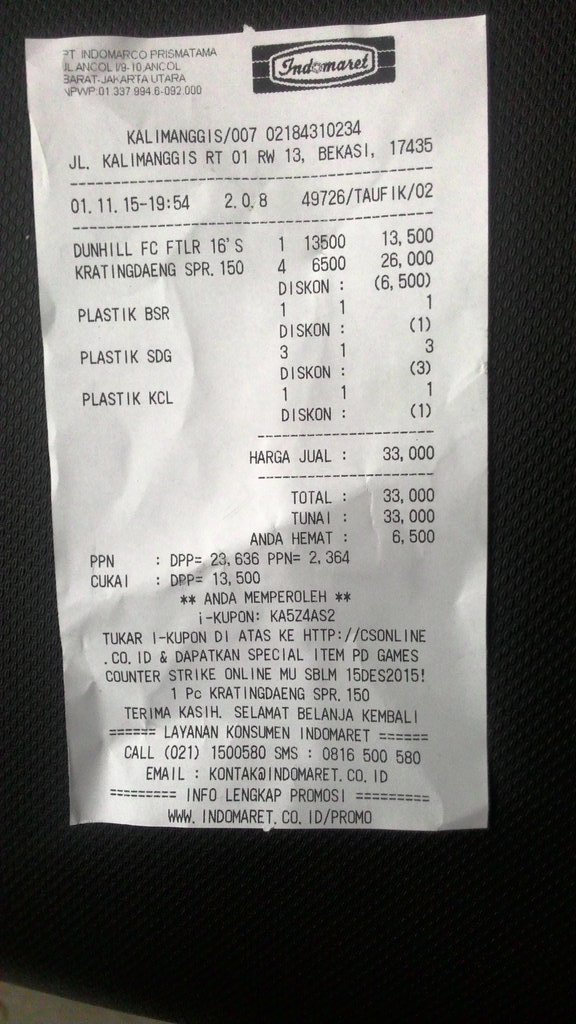 PT INDOMARCO PRISMATAMA
JL.ANCOL I/9-10,ANCOL
BARAT-JAKARTA UTARA
NPWP:01.337.994.6-092.000
Indomaret
KALIMANGGIS/007 02184310234
JL. KALIMANGGIS RT 01 RW 13, BEKASI, 17435
01.11.15-19:54 2.0.8 49726/TAUFIK/02
DUNHILL FC FTLR 16'S 1 13500 13,500
KRATINGDAENG SPR.150 4 6500 26,000
DISKON : (6,500)
PLASTIK BSR 1 1 1
DISKON : (1)
PLASTIK SDG 3 1 3
DISKON : (3)
PLASTIK KCL 1 1 1
DISKON : (1)
HARGA JUAL : 33,000
TOTAL : 33,000
TUNAI : 33,000
ANDA HEMAT : 6,500
PPN : DPP= 23,636 PPN= 2,364
CUKAI : DPP= 13,500
** ANDA MEMPEROLEH **
i-KUPON: KA5Z4AS2
TUKAR I-KUPON DI ATAS KE HTTP://CSONLINE
.CO.ID & DAPATKAN SPECIAL ITEM PD GAMES
COUNTER STRIKE ONLINE MU SBLM 15DES2015!
1 Pc KRATINGDAENG SPR.150
TERIMA KASIH. SELAMAT BELANJA KEMBALI
====== LAYANAN KONSUMEN INDOMARET ======
CALL (021) 1500580 SMS : 0816 500 580
EMAIL : KONTAK@INDOMARET.CO.ID
========= INFO LENGKAP PROMOSI =========
WWW.INDOMARET.CO.ID/PROMO